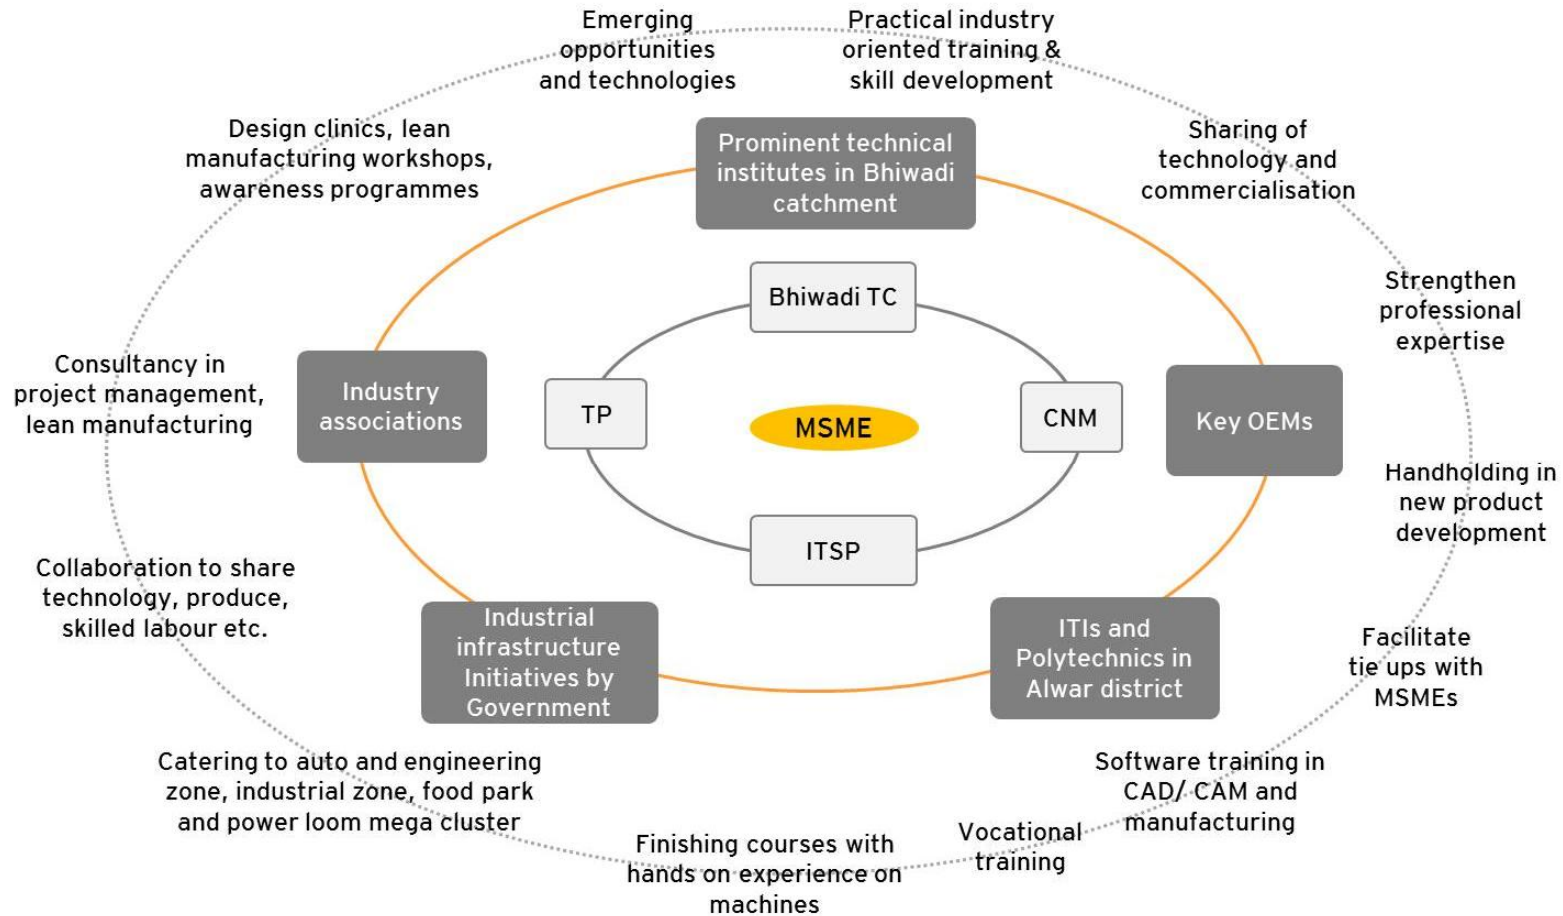 Emerging
opportunities
and technologies
Practical industry
oriented training &
skill development
Design clinics, lean
manufacturing workshops,
awareness programmes
Prominent technical
institutes in Bhiwadi
catchment
Sharing of
technology and
commercialisation
Bhiwadi TC
Strengthen
professional
expertise
Consultancy in
project management,
lean manufacturing
Industry
associations
TP
MSME
CNM
Key OEMs
Handholding in
new product
development
ITSP
Collaboration to share
technology, produce,
skilled labour etc.
Industrial
infrastructure
Initiatives by
Government
ITIs and
Polytechnics in
Alwar district
Facilitate
tie ups with
MSMEs
Catering to auto and engineering
zone, industrial zone, food park
and power loom mega cluster
Software training in
CAD/ CAM and
manufacturing
Finishing courses with
hands on experience on
machines
Vocational
training